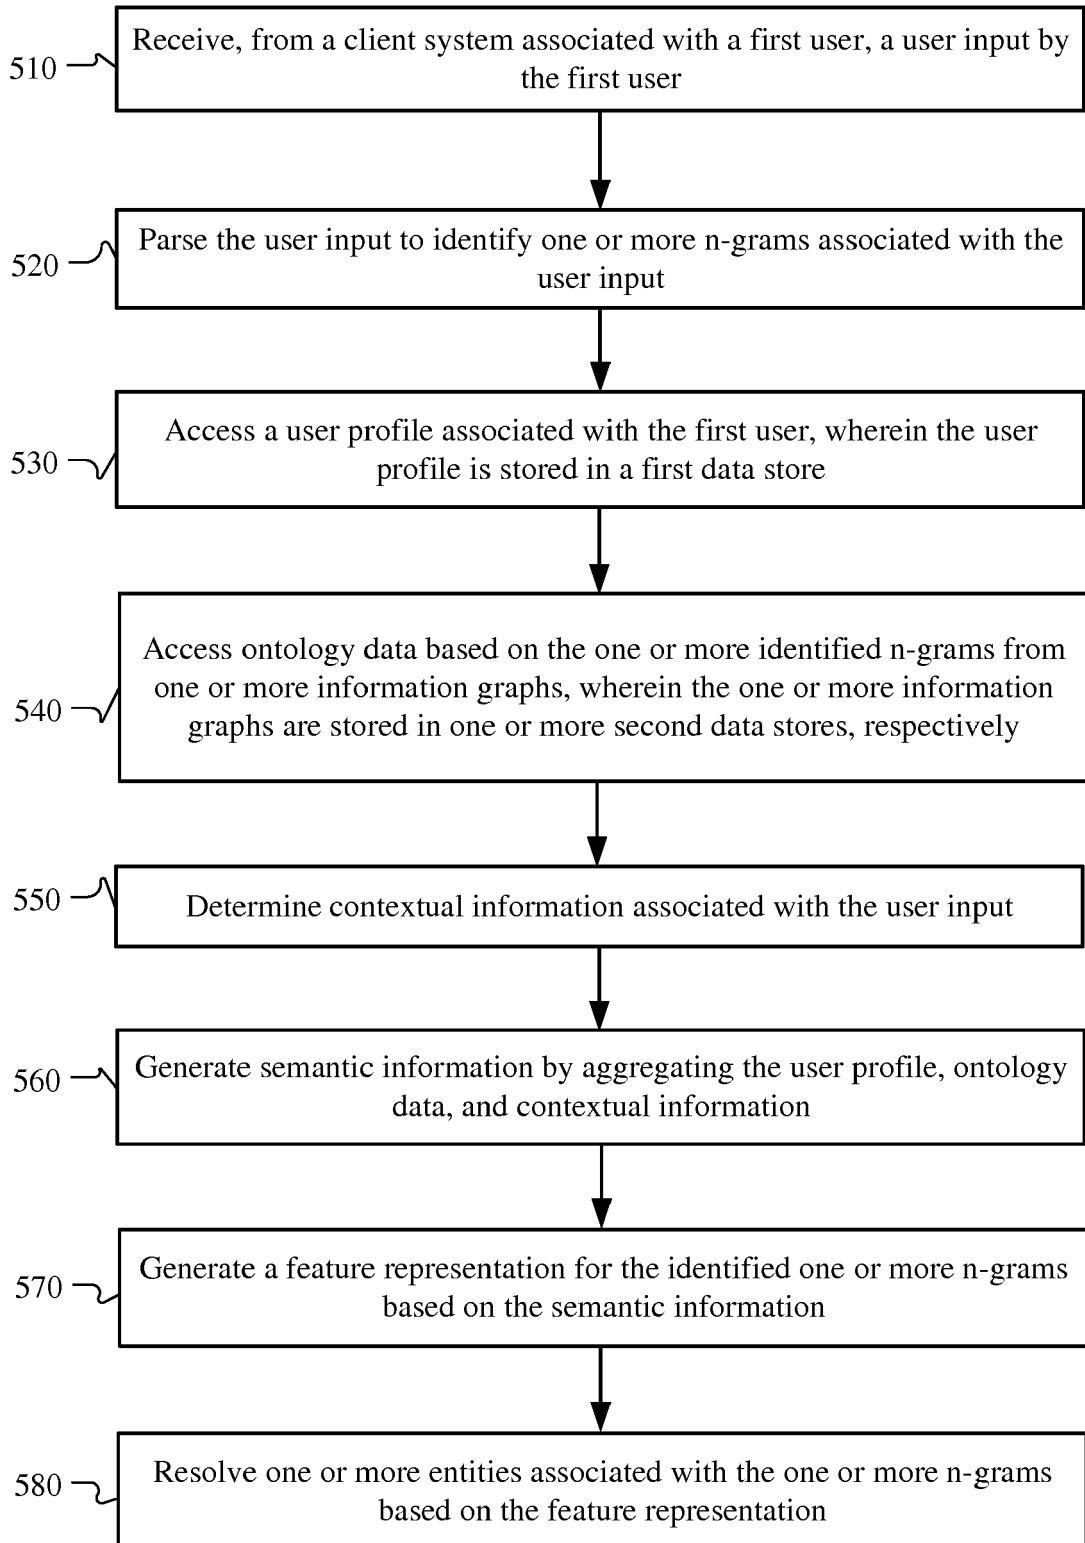 510
Receive, from a client system associated with a first user, a user input by
the first user
520
Parse the user input to identify one or more n-grams associated with the
user input
530
Access a user profile associated with the first user, wherein the user
profile is stored in a first data store
540
Access ontology data based on the one or more identified n-grams from
one or more information graphs, wherein the one or more information
graphs are stored in one or more second data stores, respectively
550
Determine contextual information associated with the user input
560
Generate semantic information by aggregating the user profile, ontology
data, and contextual information
570
Generate a feature representation for the identified one or more n-grams
based on the semantic information
580
Resolve one or more entities associated with the one or more n-grams
based on the feature representation